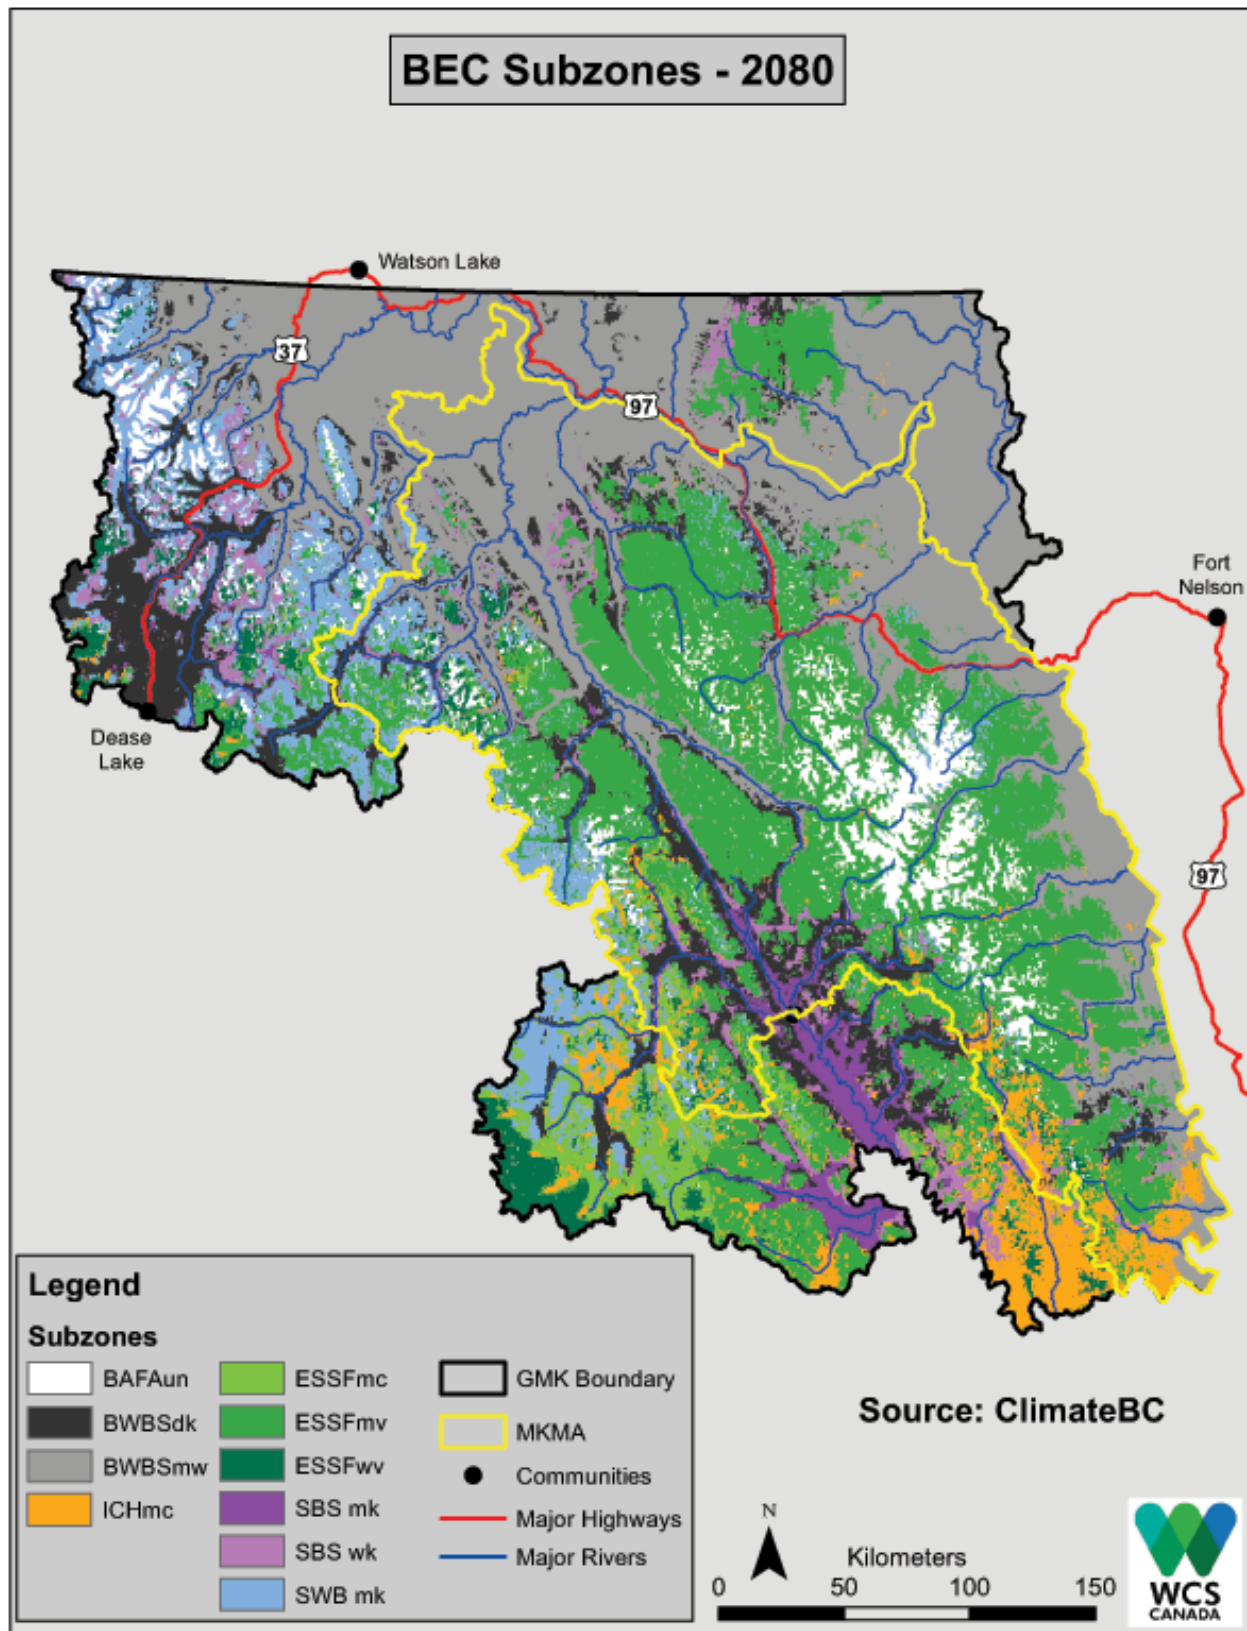 BEC Subzones - 2080
Watson Lake
37
97
Fort
Nelson
Dease
Lake
97
Legend
Subzones
BAFAun
BWBSdk
BWBSmw
ICHmc
ESSFmc
ESSFmv
ESSFwv
SBS mk
SBS wk
SWB mk
GMK Boundary
MKMA
Communities
Major Highways
Major Rivers
Source: ClimateBC
N
Kilometers
0 50 100 150
WCS
CANADA